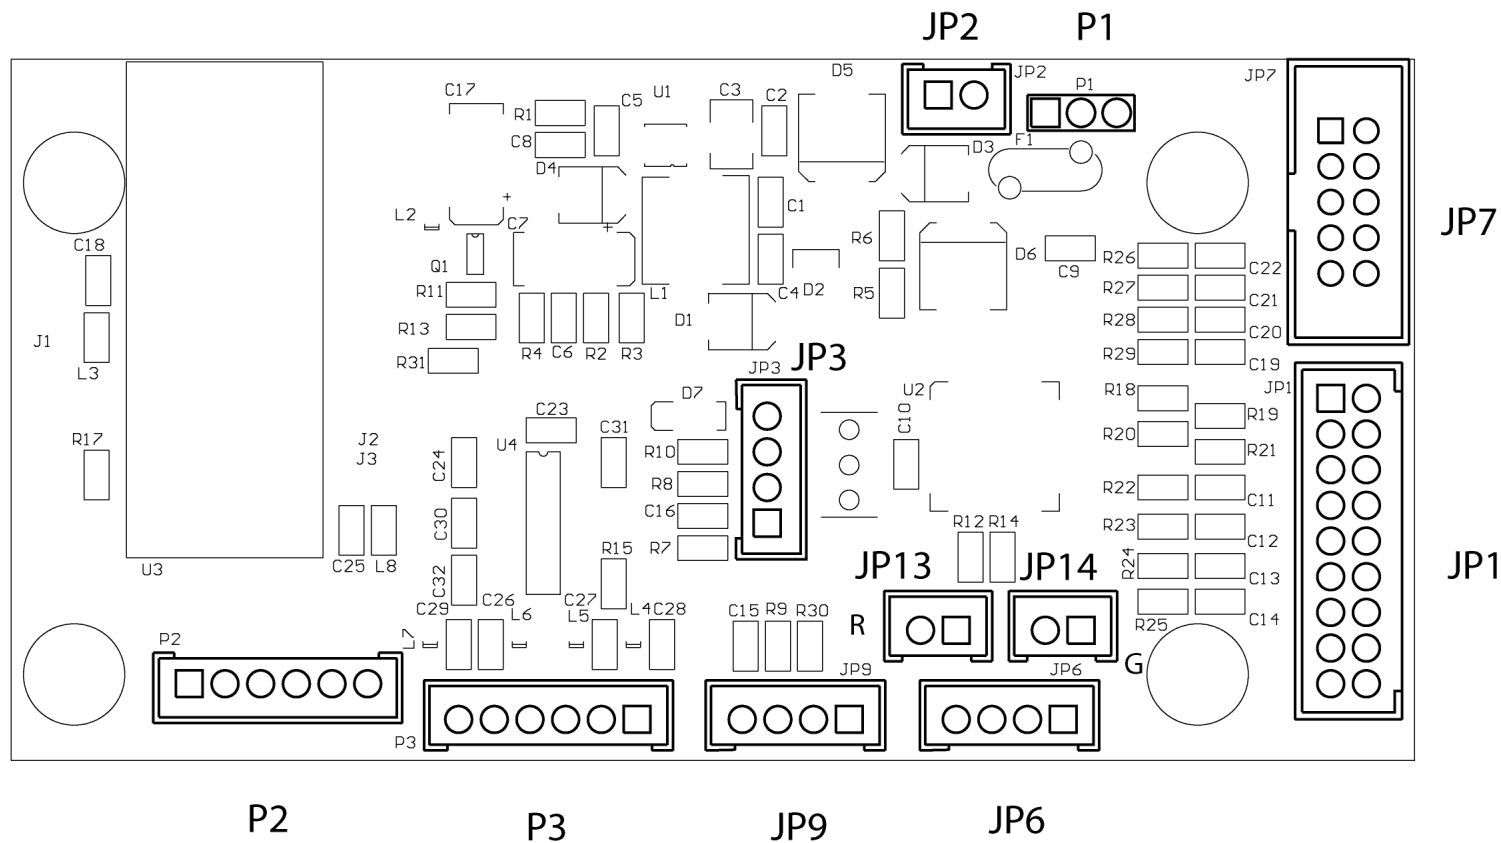 JP2 P1
D5 JP2 JP7
C17 C5 U1 C3 C2 P1
R1
C8 D3 F1
D4
+
L2 C7 + C1 JP7
C18 R6
Q1 D6 C9 R26 C22
R11 L1 C4 D2 R5 R27 C21
R13 D1 R28 C20
J1
R4 C6 R2 R3 R29 C19
R31 JP3
L3 JP3 JP1
D7 U2 R18
C23 C10 R19
R17 J2 U4 C31 R20
J3 R10 R21
C24 R8 R22 C11
C30 C16 R12 R14 R23 C12
R7 R15
U3 C25 L8 C32 JP13 JP14 R24 C13 JP1
C29 C26 L6 C27 L5 L4 C28 C15 R9 R30 R R25 C14
P2 L7 JP9 JP6 G
P3
P2 P3 JP9 JP6